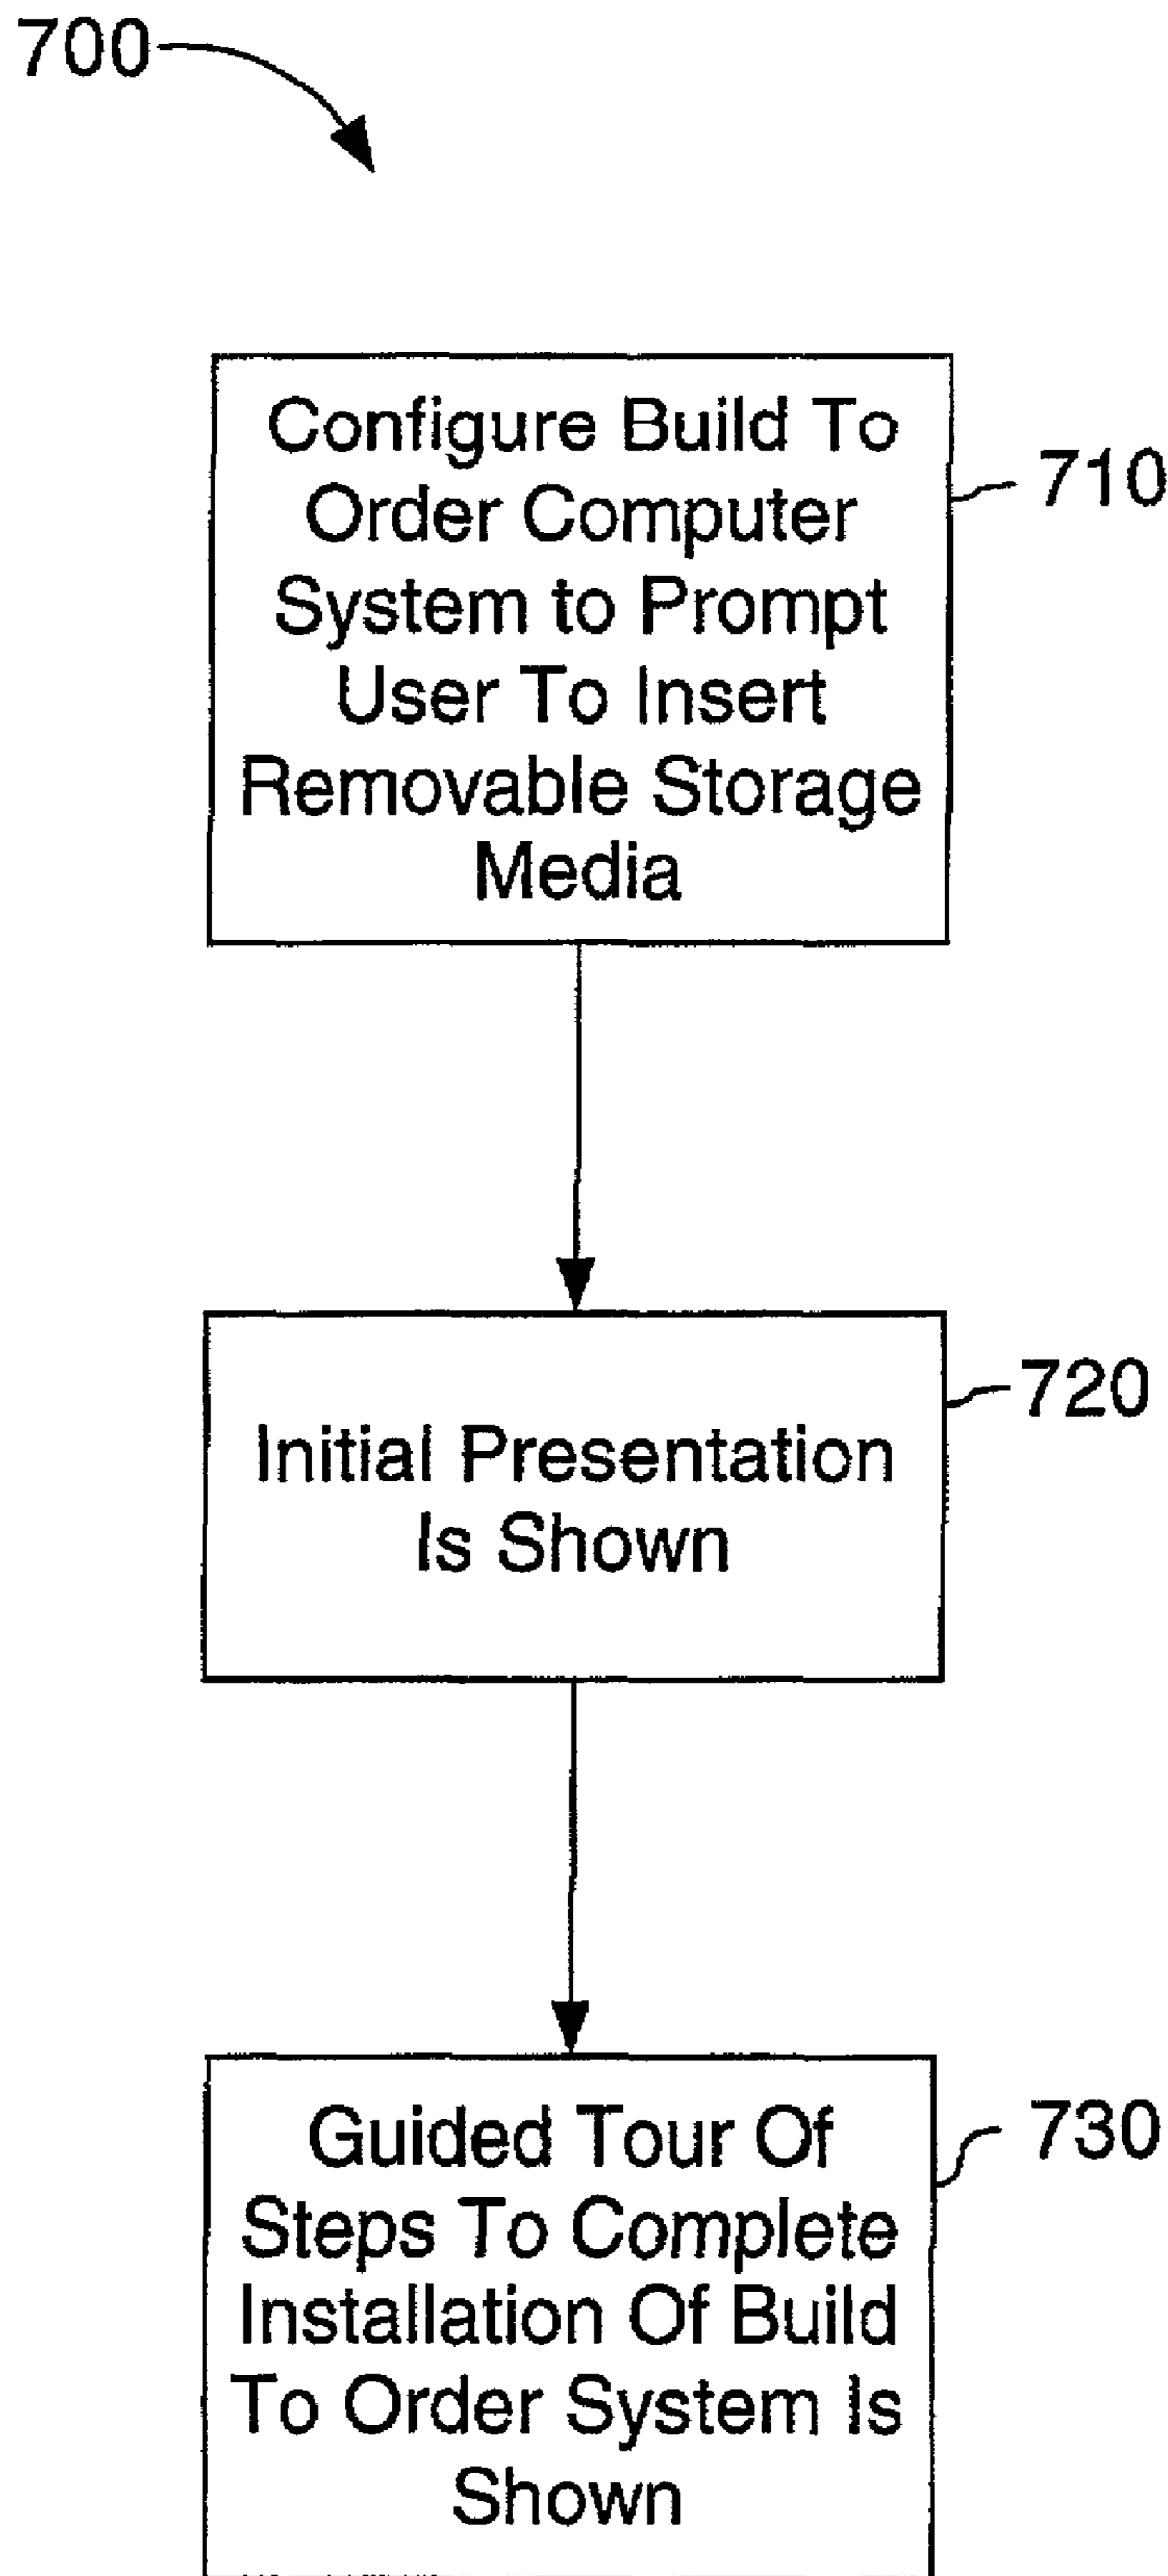 700
Configure Build To
Order Computer
System to Prompt
User To Insert
Removable Storage
Media
710
Initial Presentation
Is Shown
720
Guided Tour Of
Steps To Complete
Installation Of Build
To Order System Is
Shown
730